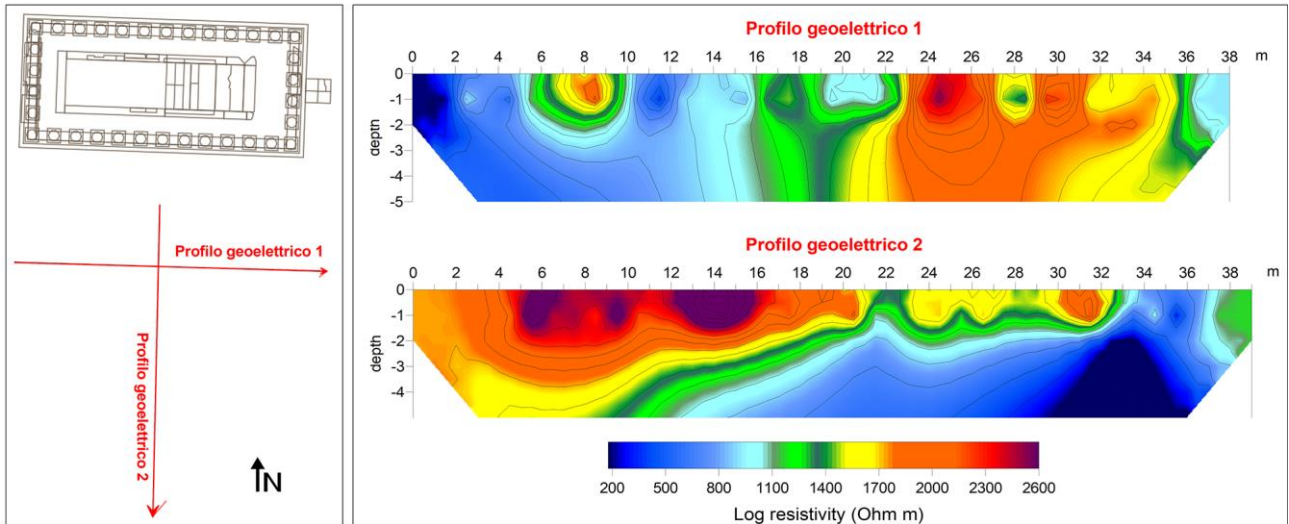 Profilo geoelettrico 1
Profilo geoelettrico 2
N
Profilo geoelettrico 1
0 2 4 6 8 10 12 14 16 18 20 22 24 26 28 30 32 34 36 38 m
depth
0
-1
-2
-3
-4
-5
Profilo geoelettrico 2
0 2 4 6 8 10 12 14 16 18 20 22 24 26 28 30 32 34 36 38 m
depth
0
-1
-2
-3
-4
200 500 800 1100 1400 1700 2000 2300 2600
Log resistivity (Ohm m)